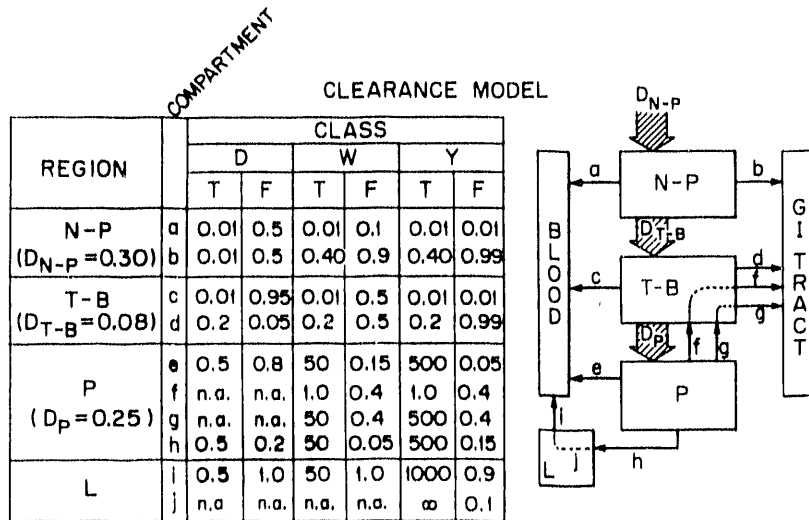 COMPARTMENT
CLEARANCE MODEL
REGION
CLASS
D W Y
T F T F T F
N-P
(D_N-P = 0.30)
a 0.01 0.5 0.01 0.1 0.01 0.01
b 0.01 0.5 0.40 0.9 0.40 0.99
T-B
(D_T-B = 0.08)
c 0.01 0.95 0.01 0.5 0.01 0.01
d 0.2 0.05 0.2 0.5 0.2 0.99
P
(D_P = 0.25)
e 0.5 0.8 50 0.15 500 0.05
f n.a. n.a. 1.0 0.4 1.0 0.4
g n.a. n.a. 50 0.4 500 0.4
h 0.5 0.2 50 0.05 500 0.15
L
i 0.5 1.0 50 1.0 1000 0.9
j n.a n.a. n.a. n.a. ∞ 0.1
D_N-P
BLOOD
a
N-P
b
GI TRACT
D_T-B
c
T-B
d
f
g
D_P
f
g
e
P
i
L
j
h